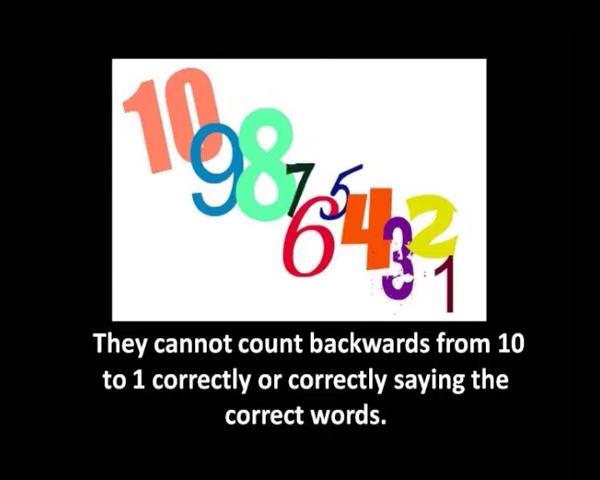 10 9 8 7 6 5 4 3 2 1
They cannot count backwards from 10
to 1 correctly or correctly saying the
correct words.